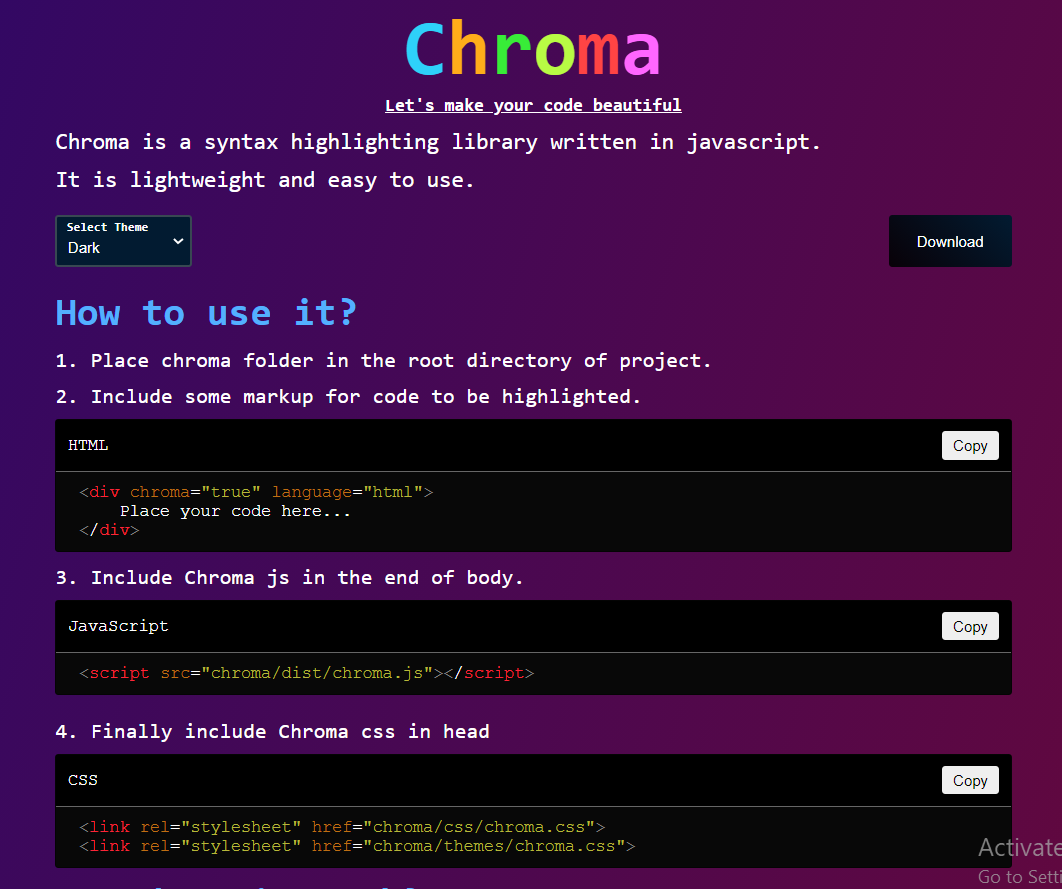 Chroma
Let's make your code beautiful
Chroma is a syntax highlighting library written in javascript.
It is lightweight and easy to use.
Select Theme
Dark
Download
How to use it?
1. Place chroma folder in the root directory of project.
2. Include some markup for code to be highlighted.
HTML
Copy
<div chroma="true" language="html">
Place your code here...
</div>
3. Include Chroma js in the end of body.
JavaScript
Copy
<script src="chroma/dist/chroma.js"></script>
4. Finally include Chroma css in head
CSS
Copy
<link rel="stylesheet" href="chroma/css/chroma.css">
<link rel="stylesheet" href="chroma/themes/chroma.css">
Activate
Go to Setti